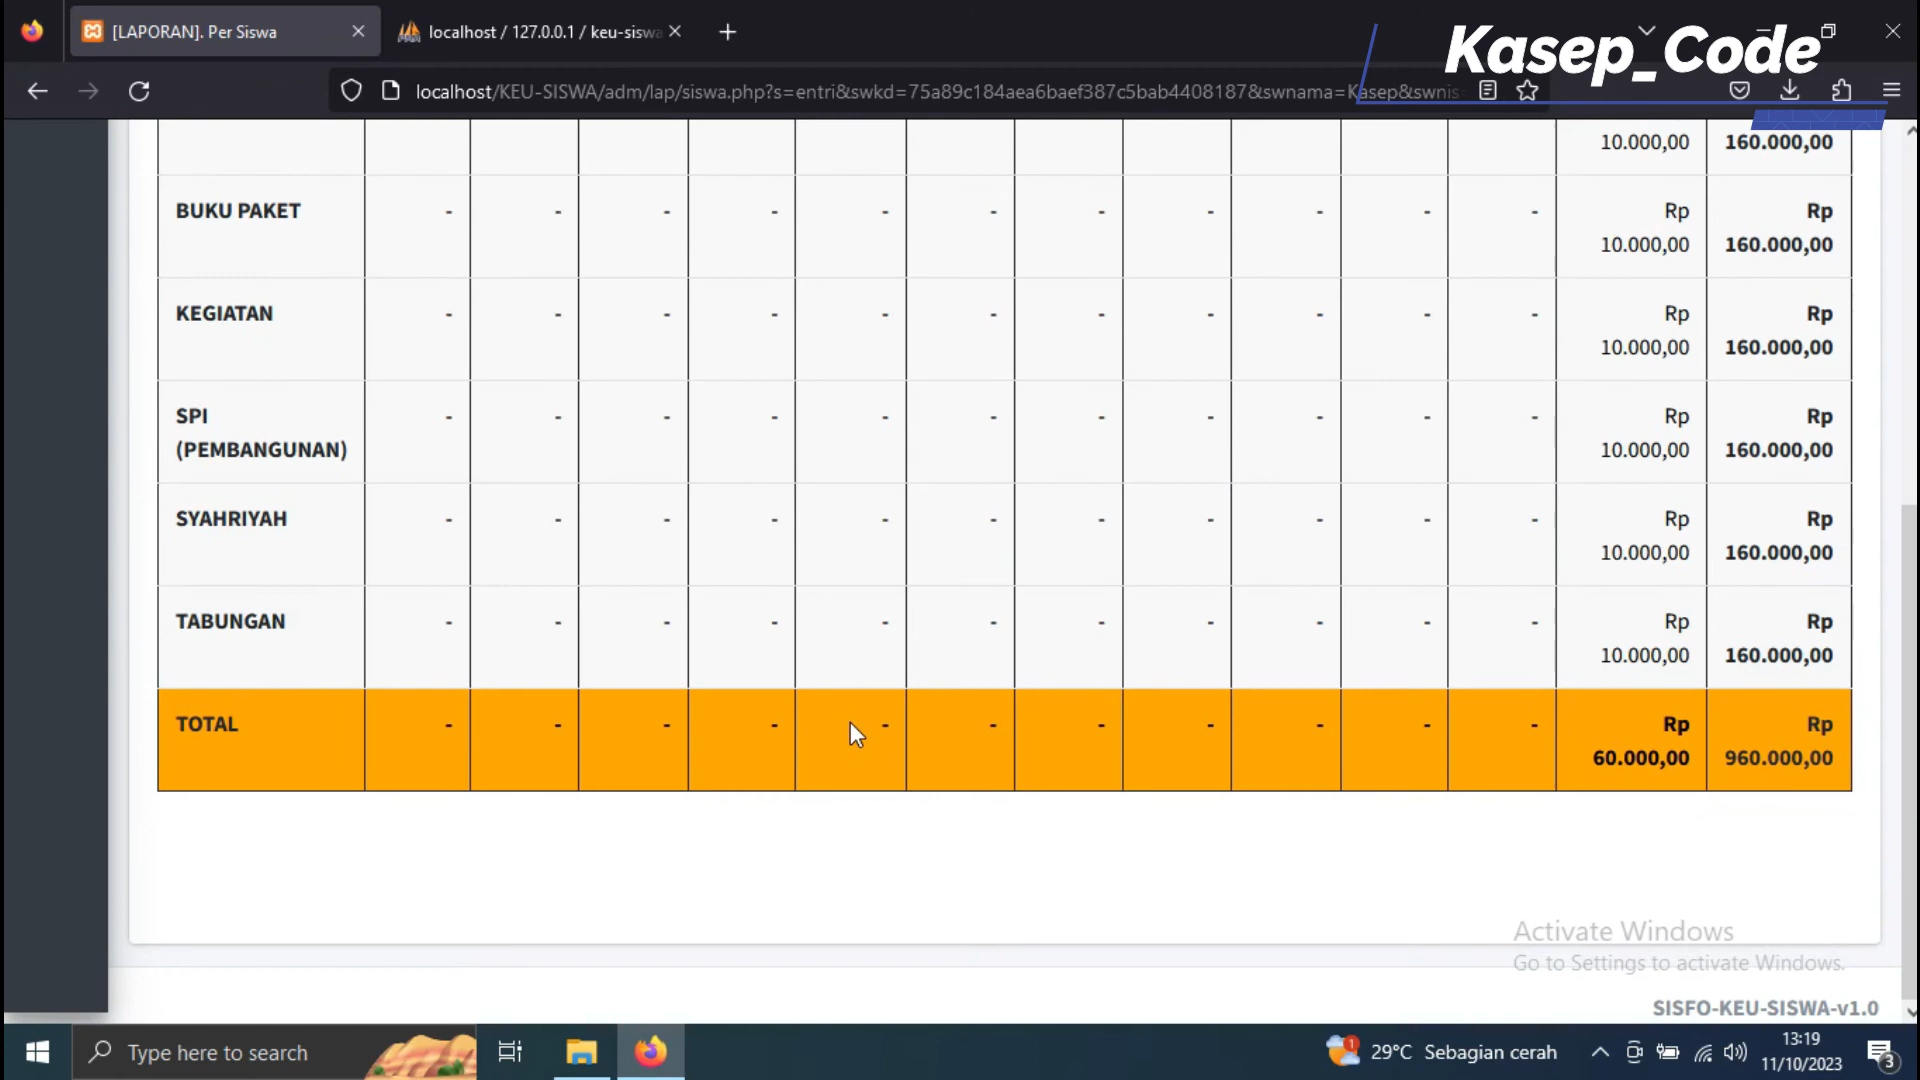 [LAPORAN]. Per Siswa
localhost / 127.0.0.1 / keu-siswa
Kasep_Code
localhost/KEU-SISWA/adm/lap/siswa.php?s=entri&swkd=75a89c184aea6baef387c5bab4408187&swnama=Kasep&swnis
10.000,00 160.000,00
BUKU PAKET - - - - - - - - - - - Rp Rp
10.000,00 160.000,00
KEGIATAN - - - - - - - - - - - Rp Rp
10.000,00 160.000,00
SPI - - - - - - - - - - - Rp Rp
(PEMBANGUNAN) 10.000,00 160.000,00
SYAHRIYAH - - - - - - - - - - - Rp Rp
10.000,00 160.000,00
TABUNGAN - - - - - - - - - - - Rp Rp
10.000,00 160.000,00
TOTAL - - - - - - - - - - - Rp Rp
60.000,00 960.000,00
Activate Windows
Go to Settings to activate Windows.
SISFO-KEU-SISWA-v1.0
Type here to search
1
29°C Sebagian cerah
13:19
11/10/2023
3